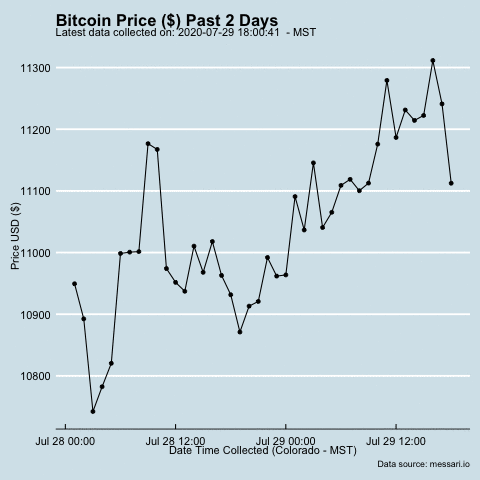 Bitcoin Price ($) Past 2 Days
Latest data collected on: 2020-07-29 18:00:41  - MST
11300
11200
11100
11000
10900
10800
Price USD ($)
Jul 28 00:00
Jul 28 12:00
Jul 29 00:00
Jul 29 12:00
Date Time Collected (Colorado - MST)
Data source: messari.io